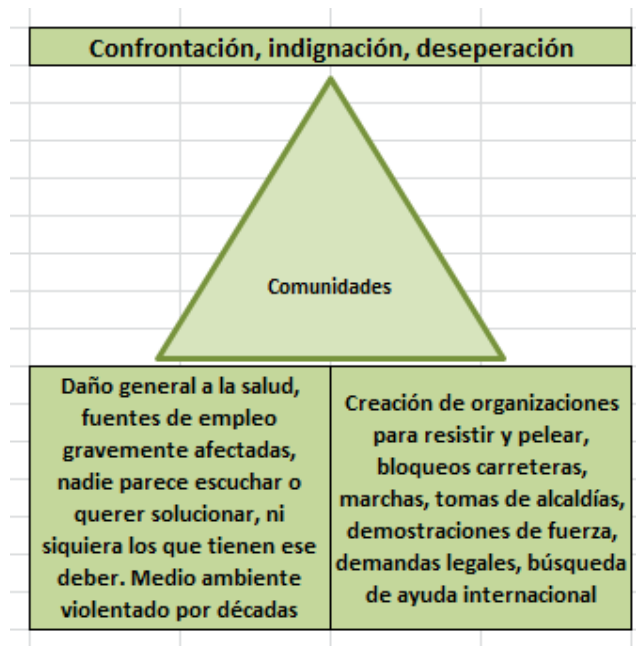 Confrontación, indignación, deseperación
Comunidades
Daño general a la salud,
fuentes de empleo
gravemente afectadas,
nadie parece escuchar o
querer solucionar, ni
siquiera los que tienen ese
deber. Medio ambiente
violentado por décadas
Creación de organizaciones
para resistir y pelear,
bloqueos carreteras,
marchas, tomas de alcaldías,
demostraciones de fuerza,
demandas legales, búsqueda
de ayuda internacional